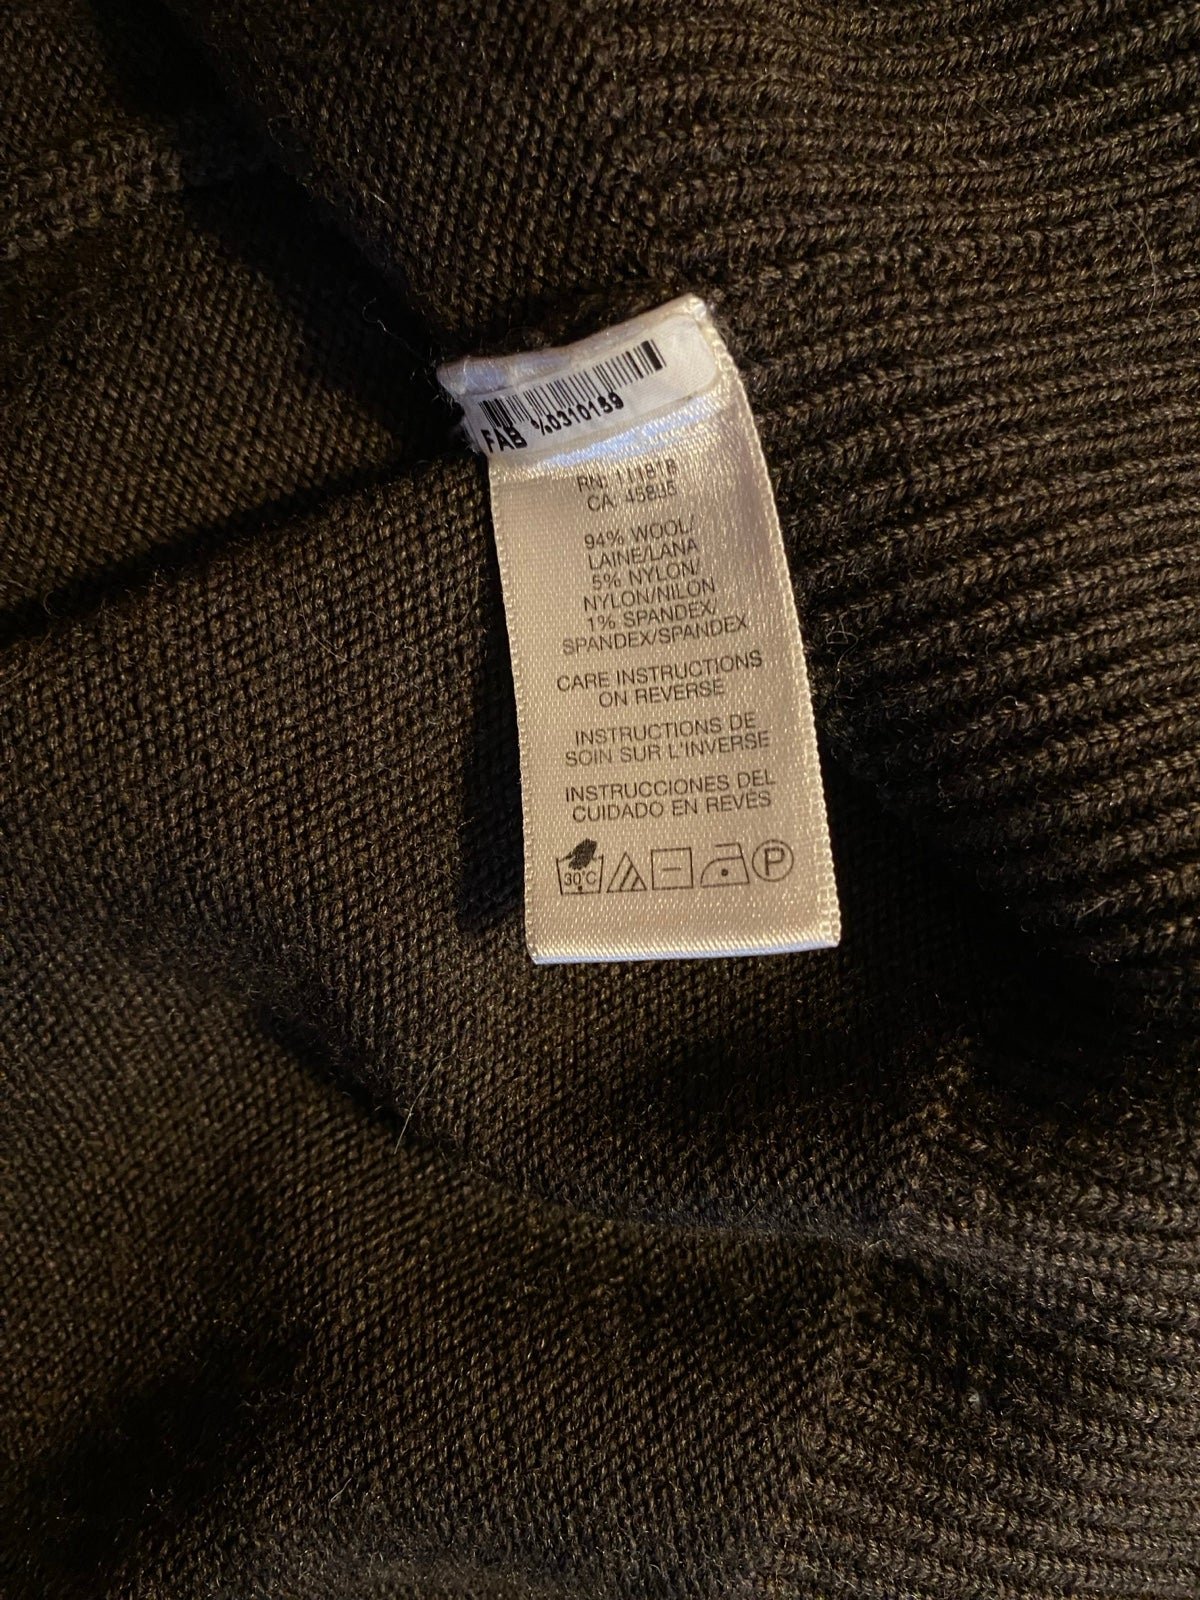 FAB
RN: 111818
CA: 45835
94% WOOL/
LAINE/LANA
5% NYLON/
NYLON/NILON
1% SPANDEX/
SPANDEX/SPANDEX
CARE INSTRUCTIONS
ON REVERSE
INSTRUCTIONS DE
SOIN SUR L'INVERSE
INSTRUCCIONES DEL
CUIDADO EN REVÉS
30°C
P